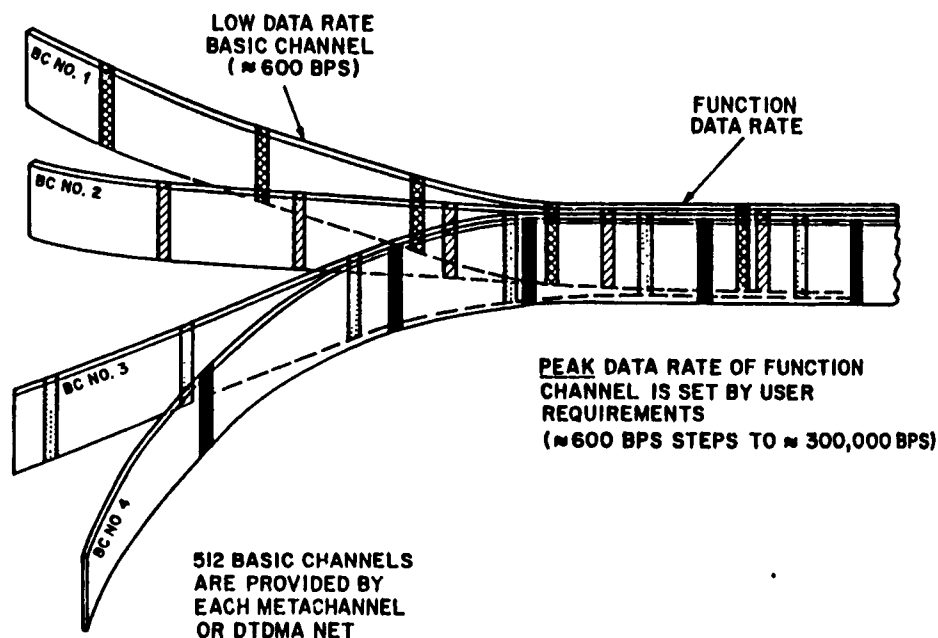 LOW DATA RATE
BASIC CHANNEL
(≈600 BPS)
BC NO. 1
FUNCTION
DATA RATE
BC NO. 2
BC NO. 3
BC NO. 4
PEAK DATA RATE OF FUNCTION
CHANNEL IS SET BY USER
REQUIREMENTS
(≈600 BPS STEPS TO ≈ 300,000 BPS)
512 BASIC CHANNELS
ARE PROVIDED BY
EACH METACHANNEL
OR DTDMA NET